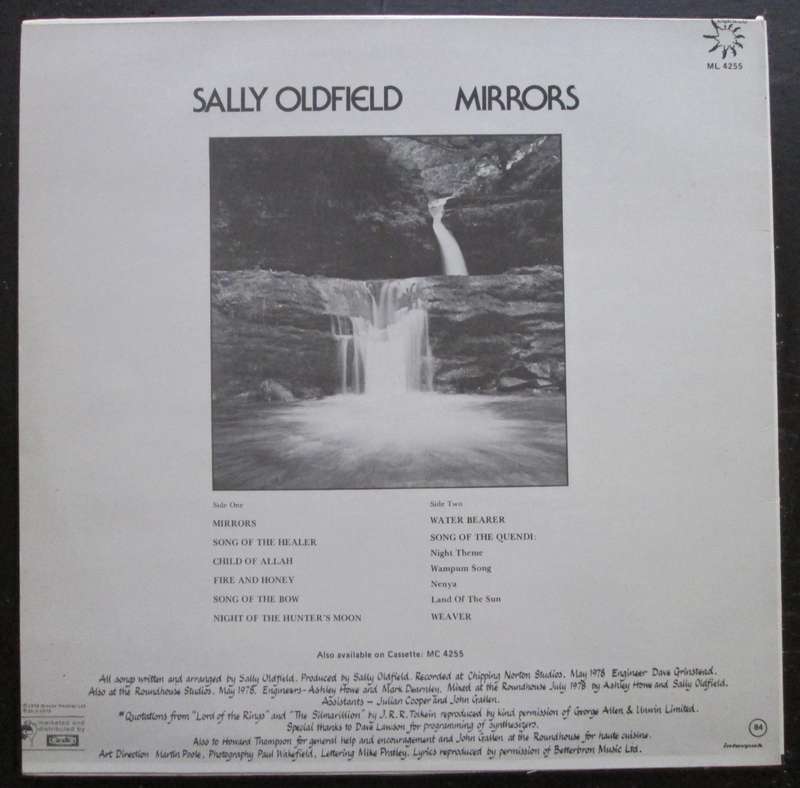 ML 4255
SALLY OLDFIELD MIRRORS
Side One
MIRRORS
SONG OF THE HEALER
CHILD OF ALLAH
FIRE AND HONEY
SONG OF THE BOW
NIGHT OF THE HUNTER'S MOON
Side Two
WATER BEARER
SONG OF THE QUENDI:
Night Theme
Wampum Song
Nenya
Land Of The Sun
WEAVER
Also available on Cassette: MC 4255
All songs written and arranged by Sally Oldfield. Produced by Sally Oldfield. Recorded at Chipping Norton Studios. May 1978 Engineer Dave Grinstead.
Also at the Roundhouse Studios. May 1978. Engineers - Ashley Howe and Mark Dearnley. Mixed at the Roundhouse July 1978 by Ashley Howe and Sally Oldfield.
Assistants - Julian Cooper and John Gallen.
* Quotations from "Lord of the Rings" and "The Silmarillion" by J.R.R. Tolkein reproduced by kind permission of George Allen & Unwin Limited.
Special thanks to Dave Lawson for programming of Synthesizers.
Also to Howard Thompson for general help and encouragement and John Gallen at the Roundhouse for haute cuisine.
Art Direction Martin Poole, Photography Paul Wakefield, Lettering Mike Pratley. Lyrics reproduced by permission of Betterbron Music Ltd.
marketed and
distributed by
84
interpak